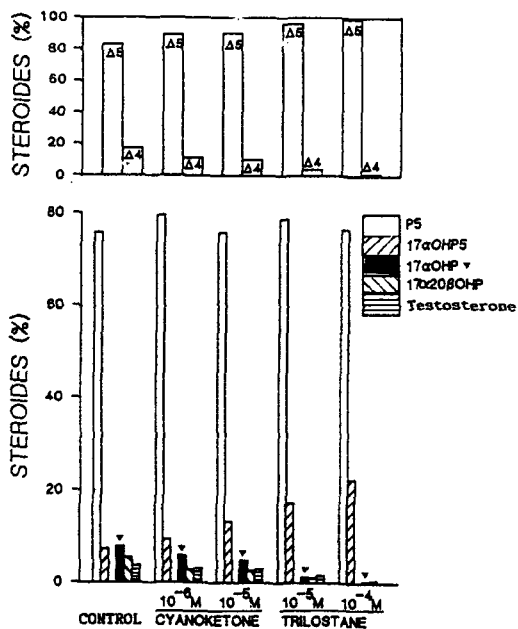 STEROIDS (%)
100
80
60
40
20
0
Δ5
Δ4
Δ5
Δ4
Δ5
Δ4
Δ5
Δ4
Δ5
Δ4
STEROIDES (%)
80
60
40
20
0
P5
17αOHP5
17αOHP ▾
17α20βOHP
Testosterone
10⁻⁶M 10⁻⁵M 10⁻⁵M 10⁻⁴M
CONTROL CYANOKETONE TRILOSTANE